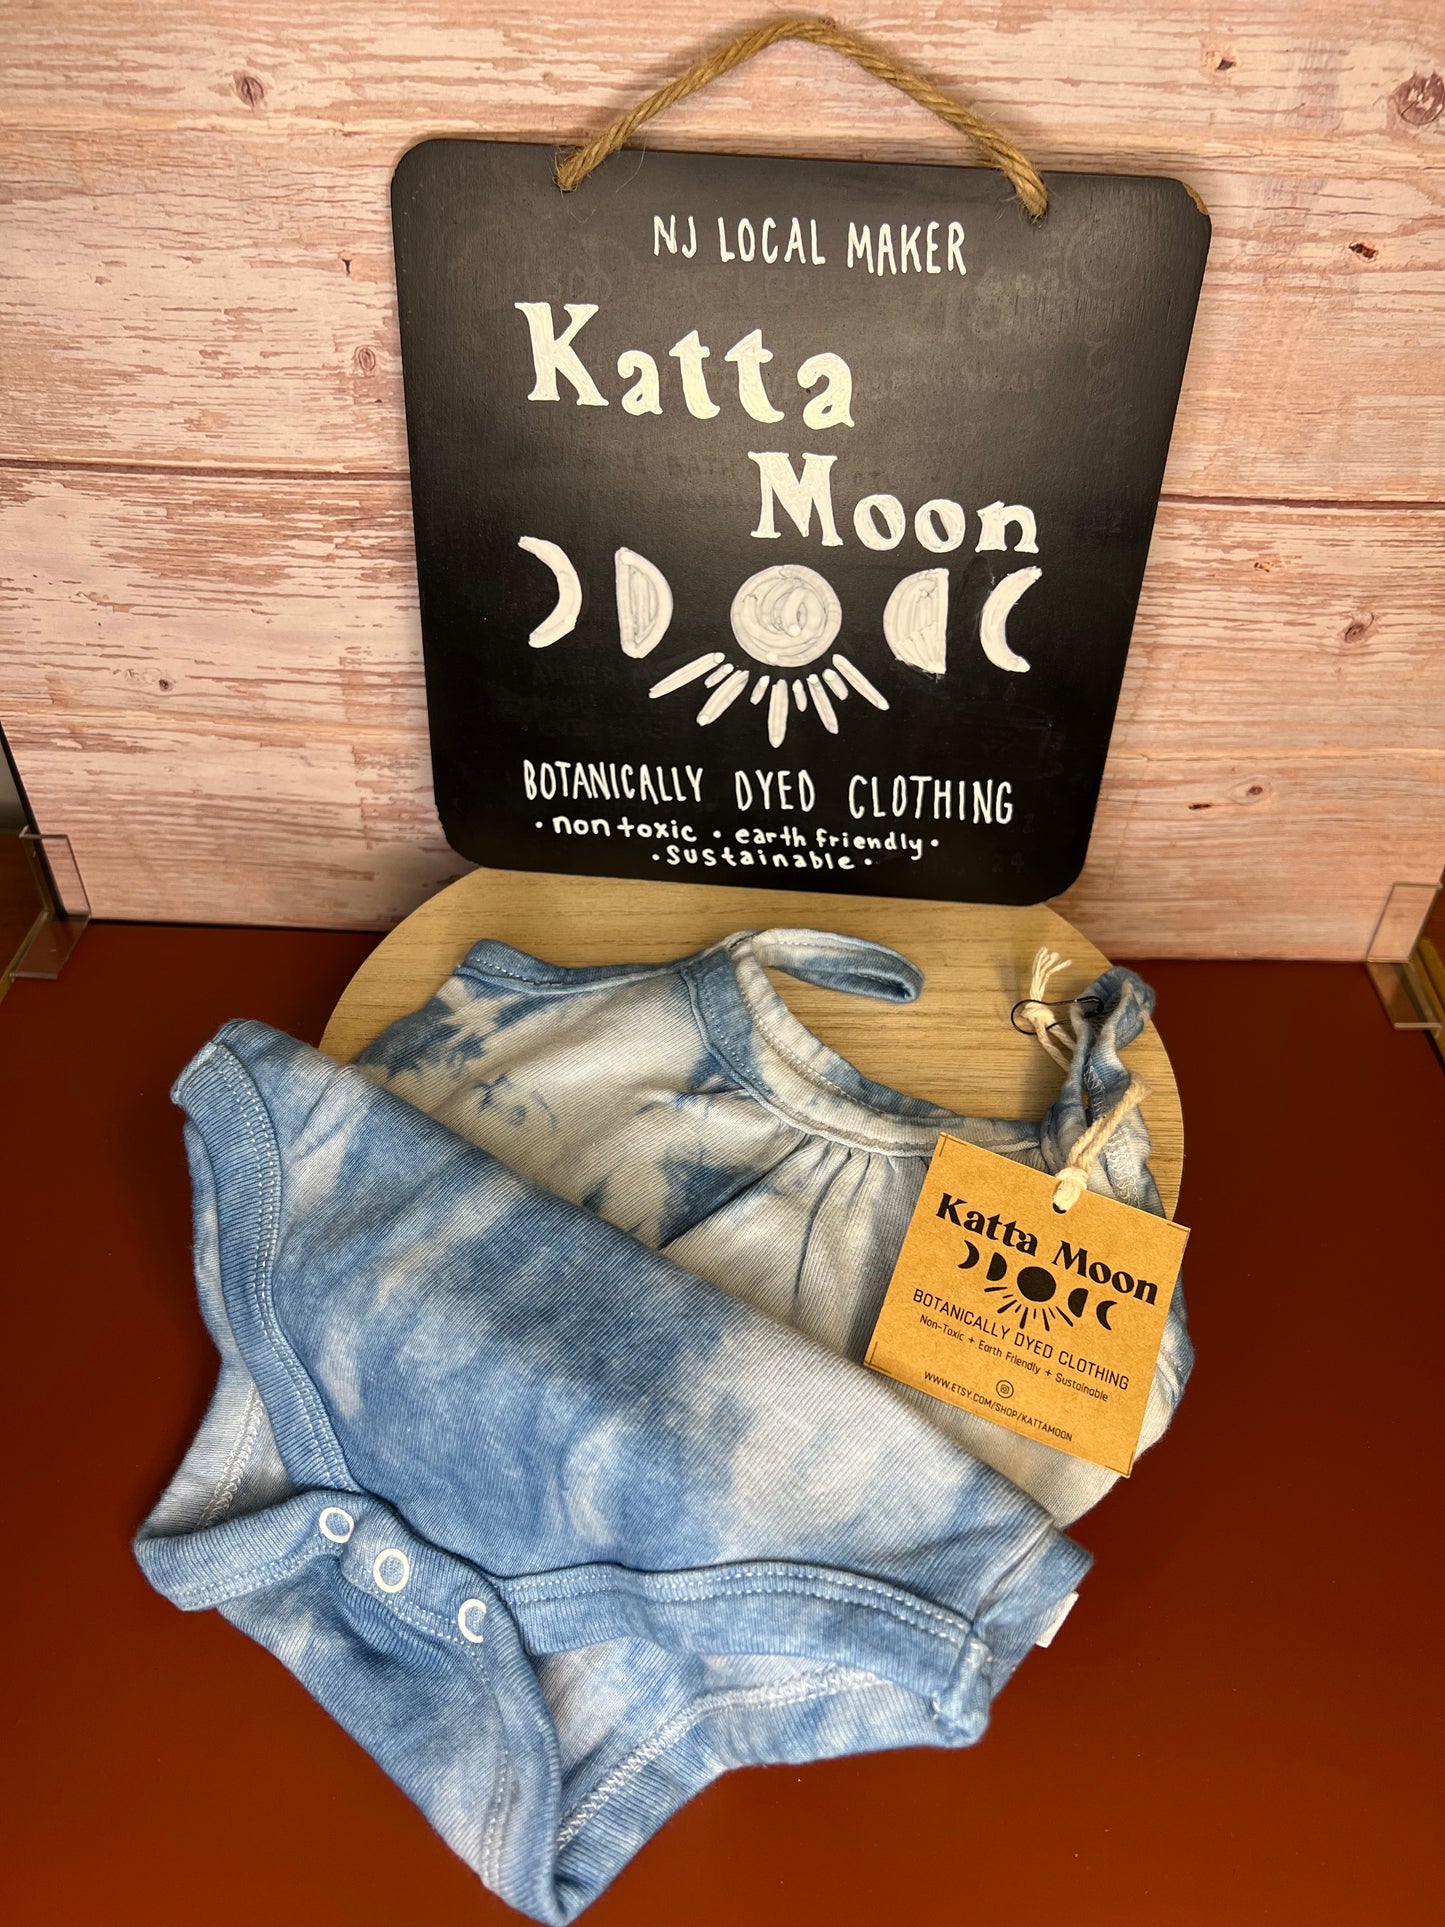 NJ LOCAL MAKER
Katta
Moon
BOTANICALLY DYED CLOTHING
• non toxic • earth friendly •
• sustainable •
Katta Moon
BOTANICALLY DYED CLOTHING
Non-Toxic + Earth Friendly + Sustainable
WWW.ETSY.COM/SHOP/KATTAMOON